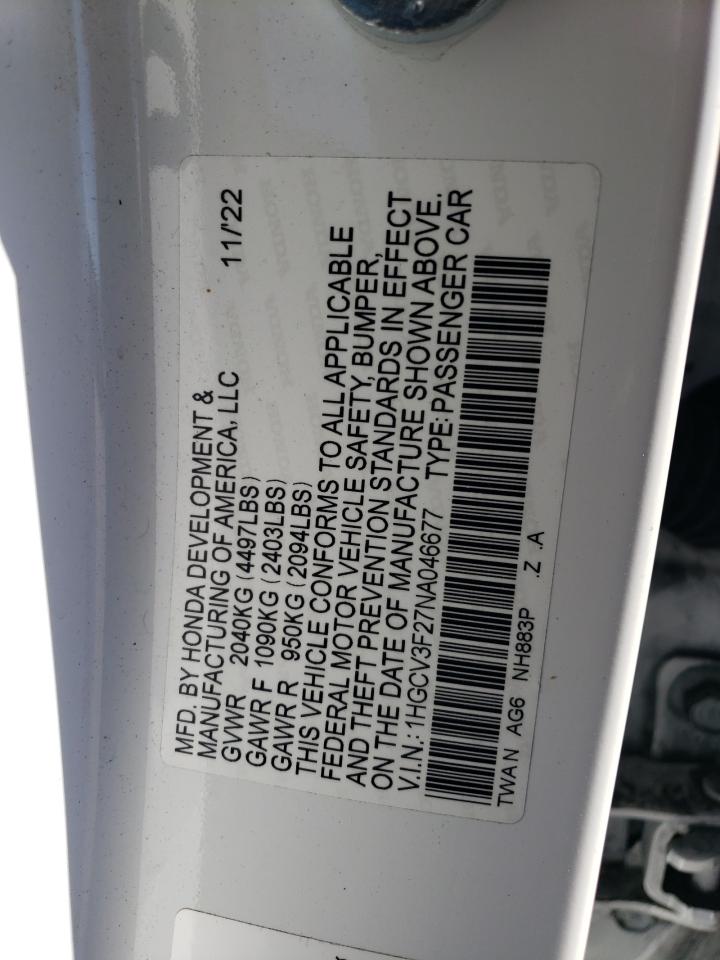 MFD. BY HONDA DEVELOPMENT &
MANUFACTURING OF AMERICA, LLC 11/'22
GVWR 2040KG (4497LBS)
GAWR F 1090KG (2403LBS)
GAWR R 950KG (2094LBS)
THIS VEHICLE CONFORMS TO ALL APPLICABLE
FEDERAL MOTOR VEHICLE SAFETY, BUMPER,
AND THEFT PREVENTION STANDARDS IN EFFECT
ON THE DATE OF MANUFACTURE SHOWN ABOVE.
V.I.N.: 1HGCV3F27NA046677 TYPE: PASSENGER CAR
TWA N AG6 NH883P .Z .A